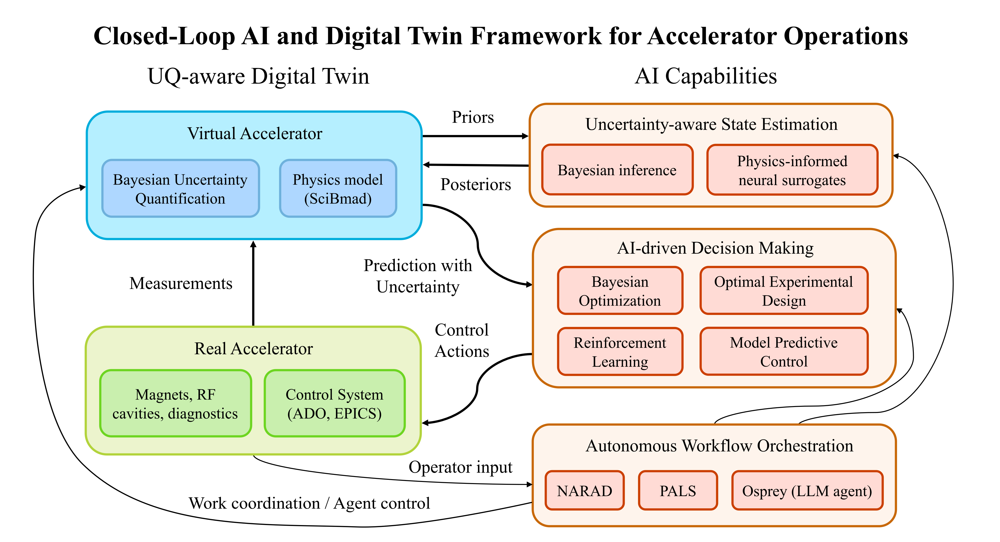 Closed-Loop AI and Digital Twin Framework for Accelerator Operations
UQ-aware Digital Twin
AI Capabilities
Virtual Accelerator
Bayesian Uncertainty
Quantification
Physics model
(SciBmad)
Priors
Posteriors
Uncertainty-aware State Estimation
Bayesian inference
Physics-informed
neural surrogates
Prediction with
Uncertainty
Measurements
AI-driven Decision Making
Bayesian
Optimization
Optimal Experimental
Design
Reinforcement
Learning
Model Predictive
Control
Control
Actions
Real Accelerator
Magnets, RF
cavities, diagnostics
Control System
(ADO, EPICS)
Operator input
Work coordination / Agent control
Autonomous Workflow Orchestration
NARAD
PALS
Osprey (LLM agent)